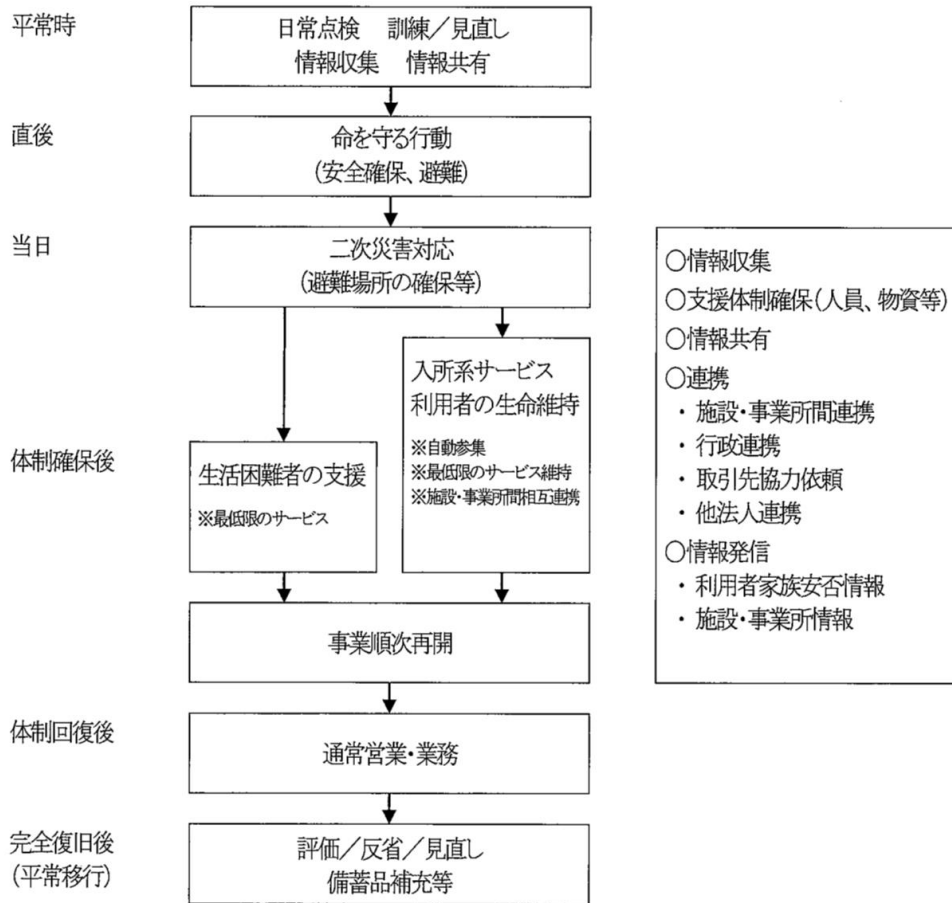 平常時
日常点検　訓練／見直し
情報収集　情報共有
直後
命を守る行動
(安全確保、避難)
当日
二次災害対応
(避難場所の確保等)
体制確保後
生活困難者の支援
※最低限のサービス
入所系サービス
利用者の生命維持
※自動参集
※最低限のサービス維持
※施設・事業所間相互連携
事業順次再開
体制回復後
通常営業・業務
完全復旧後
(平常移行)
評価／反省／見直し
備蓄品補充等
○情報収集
○支援体制確保(人員、物資等)
○情報共有
○連携
・ 施設・事業所間連携
・ 行政連携
・ 取引先協力依頼
・ 他法人連携
○情報発信
・ 利用者家族安否情報
・ 施設・事業所情報